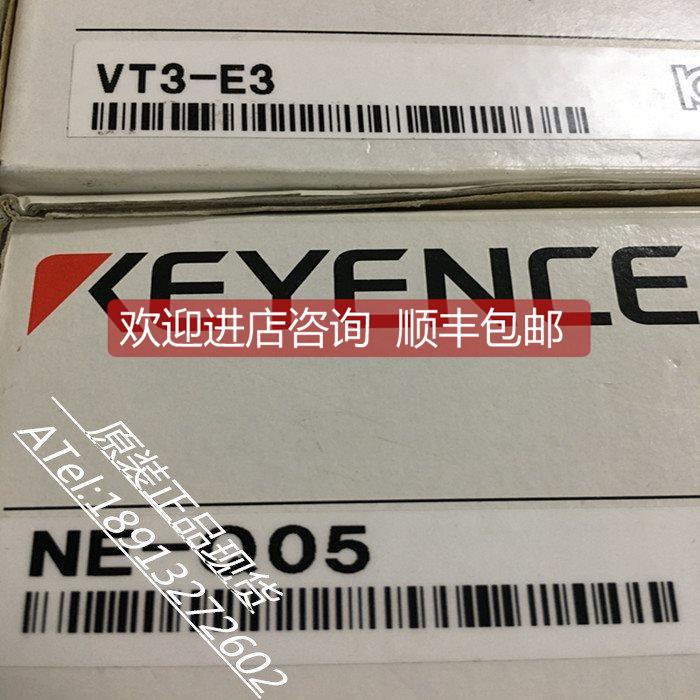 VT3-E3
KEYENCE
欢迎进店咨询 顺丰包邮
一原装正品现货
ATel:18913272602
NE-Q05